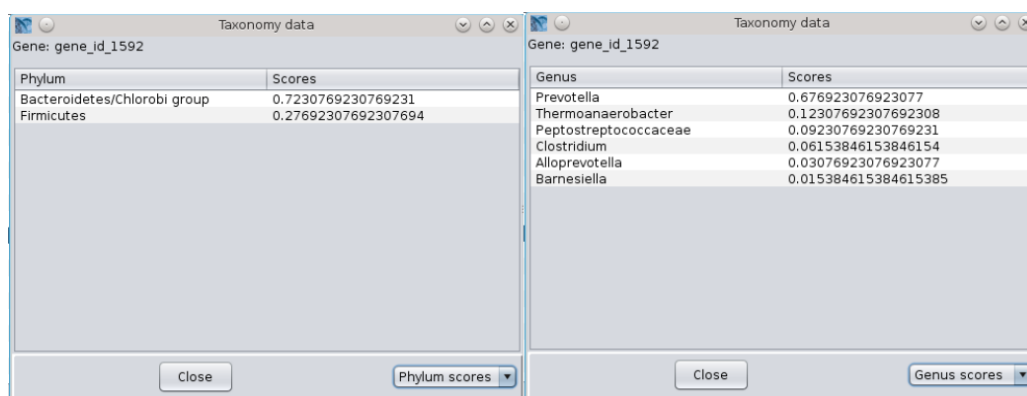 Taxonomy data
Gene: gene_id_1592
Phylum Scores
Bacteroidetes/Chlorobi group 0.7230769230769231
Firmicutes 0.27692307692307694
Close Phylum scores
Taxonomy data
Gene: gene_id_1592
Genus Scores
Prevotella 0.676923076923077
Thermoanaerobacter 0.12307692307692308
Peptostreptococcaceae 0.09230769230769231
Clostridium 0.06153846153846154
Alloprevotella 0.03076923076923077
Barnesiella 0.015384615384615385
Close Genus scores